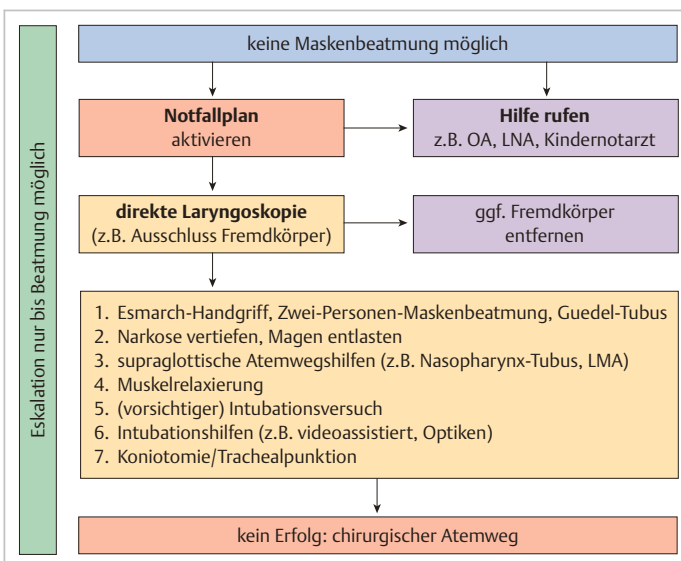 Eskalation nur bis Beatmung möglich
keine Maskenbeatmung möglich
Notfallplan
aktivieren
Hilfe rufen
z.B. OA, LNA, Kindernotarzt
direkte Laryngoskopie
(z.B. Ausschluss Fremdkörper)
ggf. Fremdkörper
entfernen
1. Esmarch-Handgriff, Zwei-Personen-Maskenbeatmung, Guedel-Tubus
2. Narkose vertiefen, Magen entlasten
3. supraglottische Atemwegshilfen (z.B. Nasopharynx-Tubus, LMA)
4. Muskelrelaxierung
5. (vorsichtiger) Intubationsversuch
6. Intubationshilfen (z.B. videoassistiert, Optiken)
7. Koniotomie/Trachealpunktion
kein Erfolg: chirurgischer Atemweg